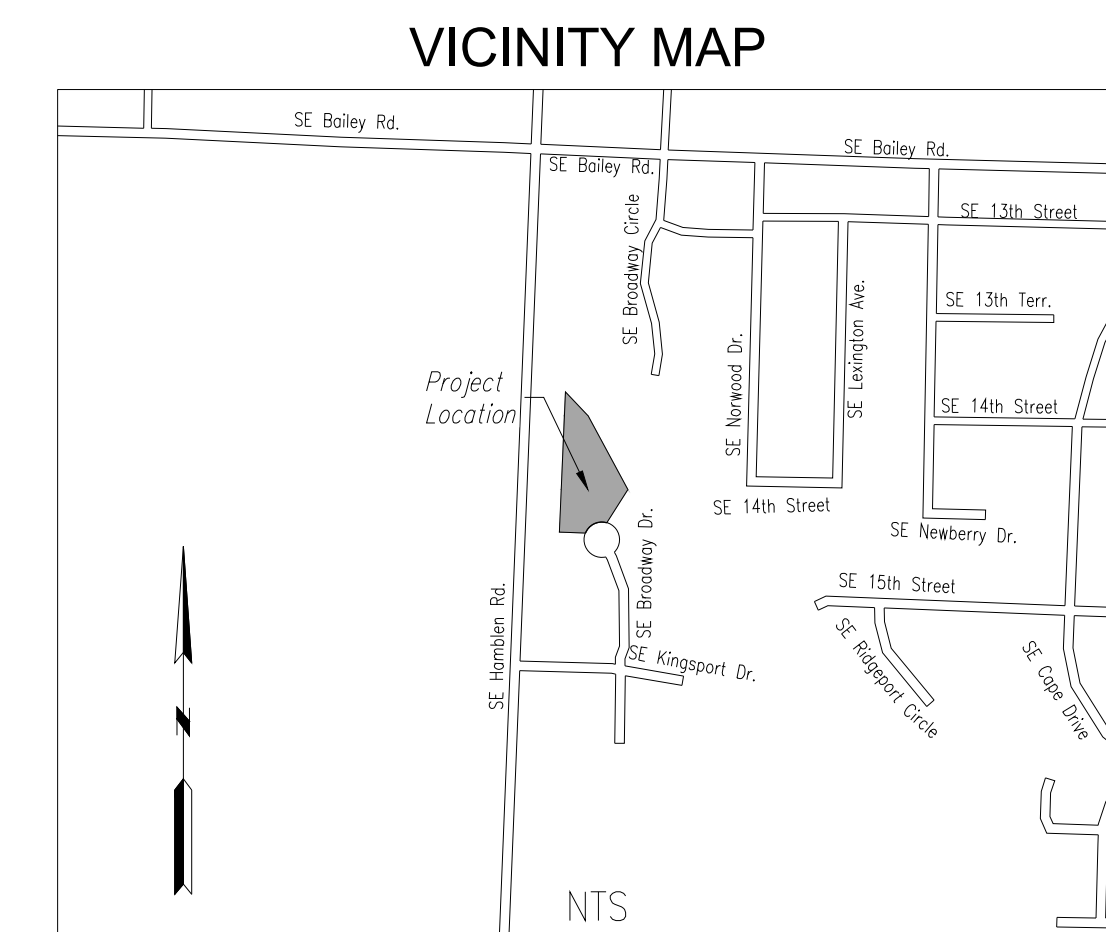 VICINITY MAP
SE Bailey Rd.
SE Bailey Rd.
SE Bailey Rd.
SE 13th Street
SE Broadway Circle
SE 13th Terr.
SE Lexington Ave.
SE Norwood Dr.
Project
Location
SE 14th Street
SE 14th Street
SE Newberry Dr.
SE Broadway Dr.
SE 15th Street
SE Hamblen Rd.
SE Kingsport Dr.
SE Ridgeport Circle
SE Cape Drive
N
NTS